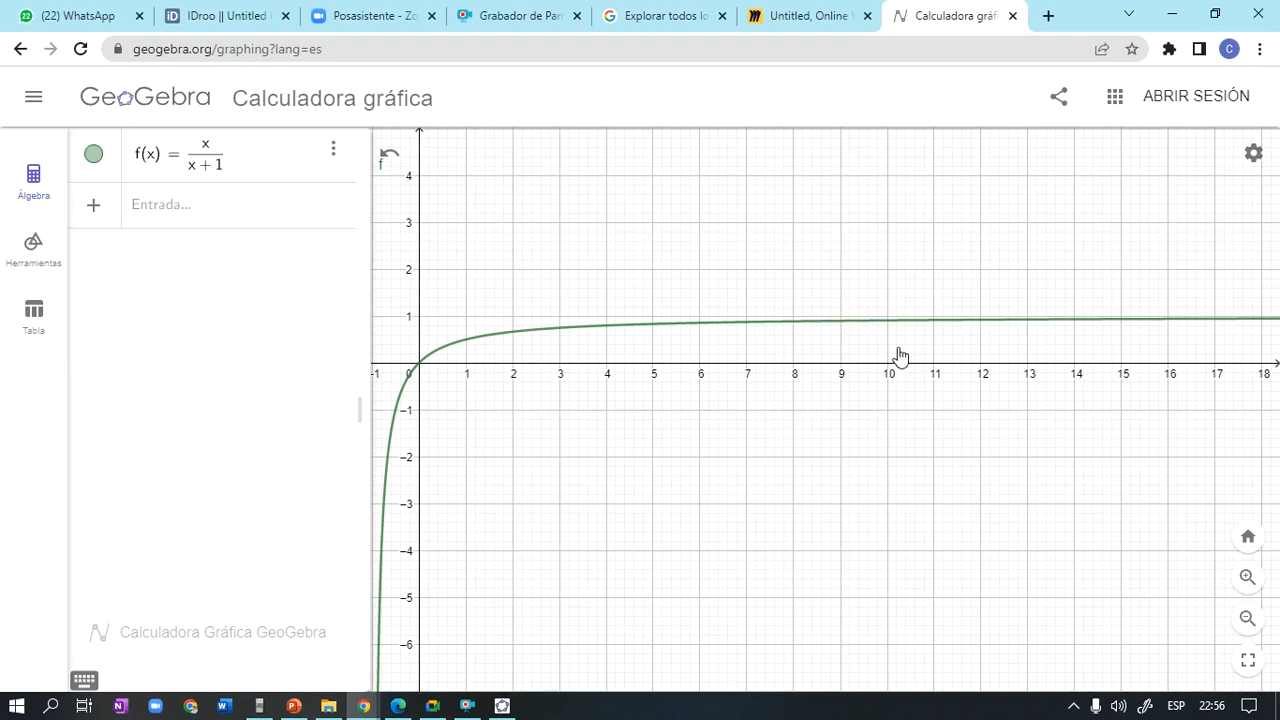 (22) WhatsApp
IDroo || Untitled b
Posasistente - Zo
Grabador de Pan
Explorar todos lo
Untitled, Online W
Calculadora gráfi
geogebra.org/graphing?lang=es
C
GeoGebra
Calculadora gráfica
ABRIR SESIÓN
Álgebra
Herramientas
Tabla
f(x) = x / (x + 1)
Entrada...
Calculadora Gráfica GeoGebra
f
4
3
2
1
-1 0 1 2 3 4 5 6 7 8 9 10 11 12 13 14 15 16 17 18
−1
−2
−3
−4
−5
−6
ESP
22:56